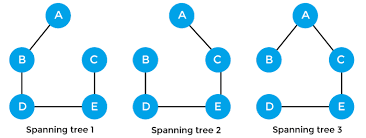 A A A
B C B C B C
D E D E D E
Spanning tree 1 Spanning tree 2 Spanning tree 3